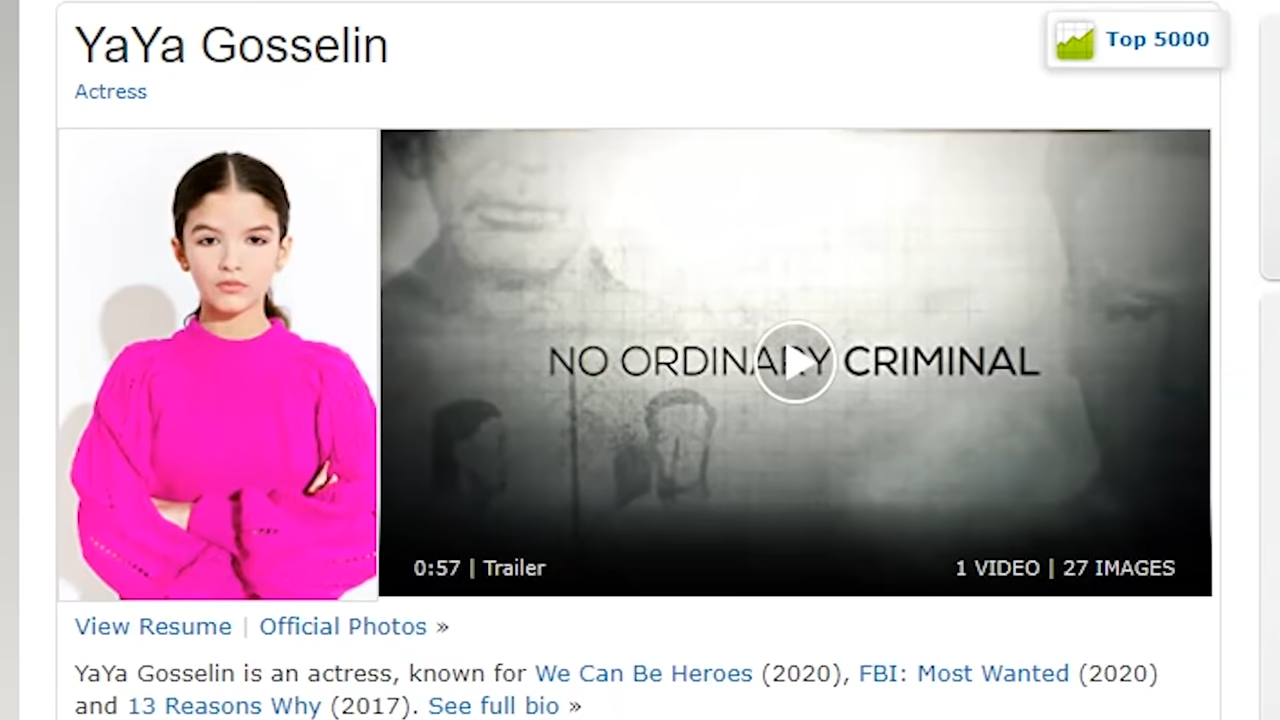 YaYa Gosselin
Top 5000
Actress
NO ORDINARY CRIMINAL
0:57 | Trailer
1 VIDEO | 27 IMAGES
View Resume | Official Photos »
YaYa Gosselin is an actress, known for We Can Be Heroes (2020), FBI: Most Wanted (2020)
and 13 Reasons Why (2017). See full bio »